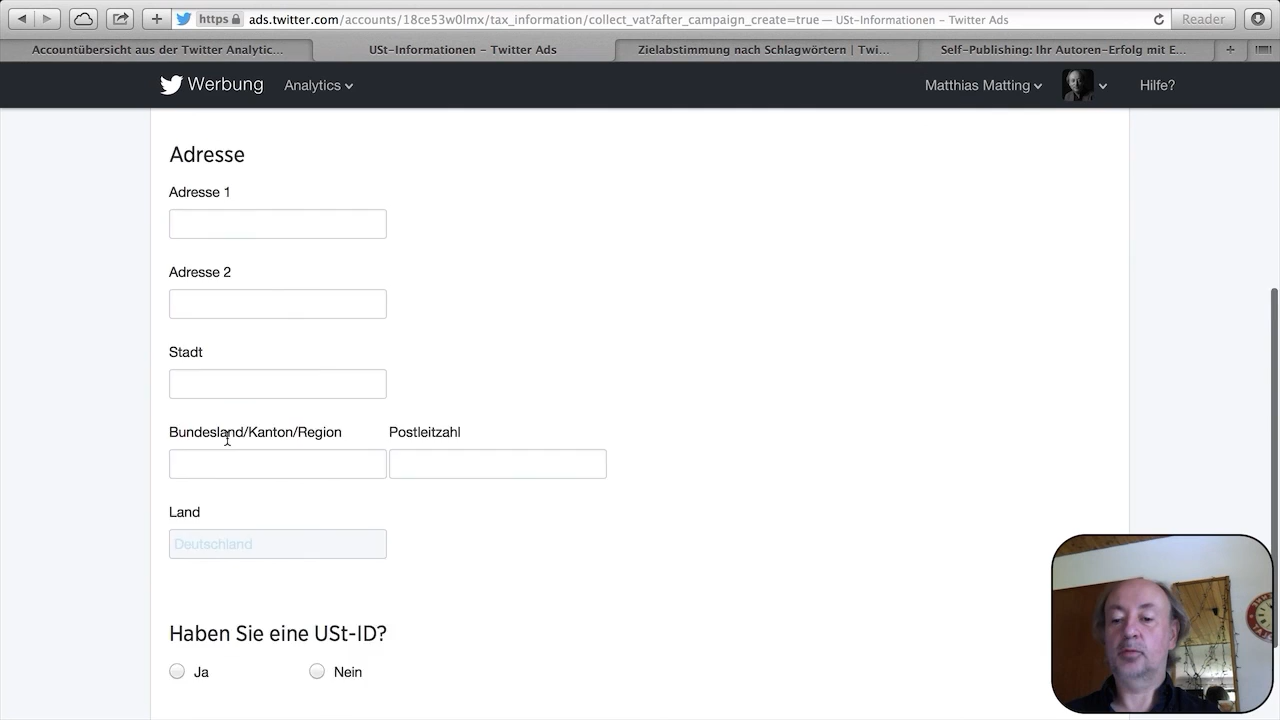 https ads.twitter.com/accounts/18ce53w0lmx/tax_information/collect_vat?after_campaign_create=true — USt-Informationen – Twitter Ads Reader
Accountübersicht aus der Twitter Analytic... USt-Informationen – Twitter Ads Zielabstimmung nach Schlagwörtern | Twi... Self-Publishing: Ihr Autoren-Erfolg mit E...
Werbung Analytics Matthias Matting Hilfe?
Adresse
Adresse 1
Adresse 2
Stadt
Bundesland/Kanton/Region Postleitzahl
Land
Deutschland
Haben Sie eine USt-ID?
Ja Nein